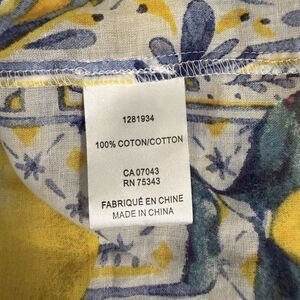 1281934
100% COTON/COTTON
CA 07043
RN 75343
FABRIQUÉ EN CHINE
MADE IN CHINA